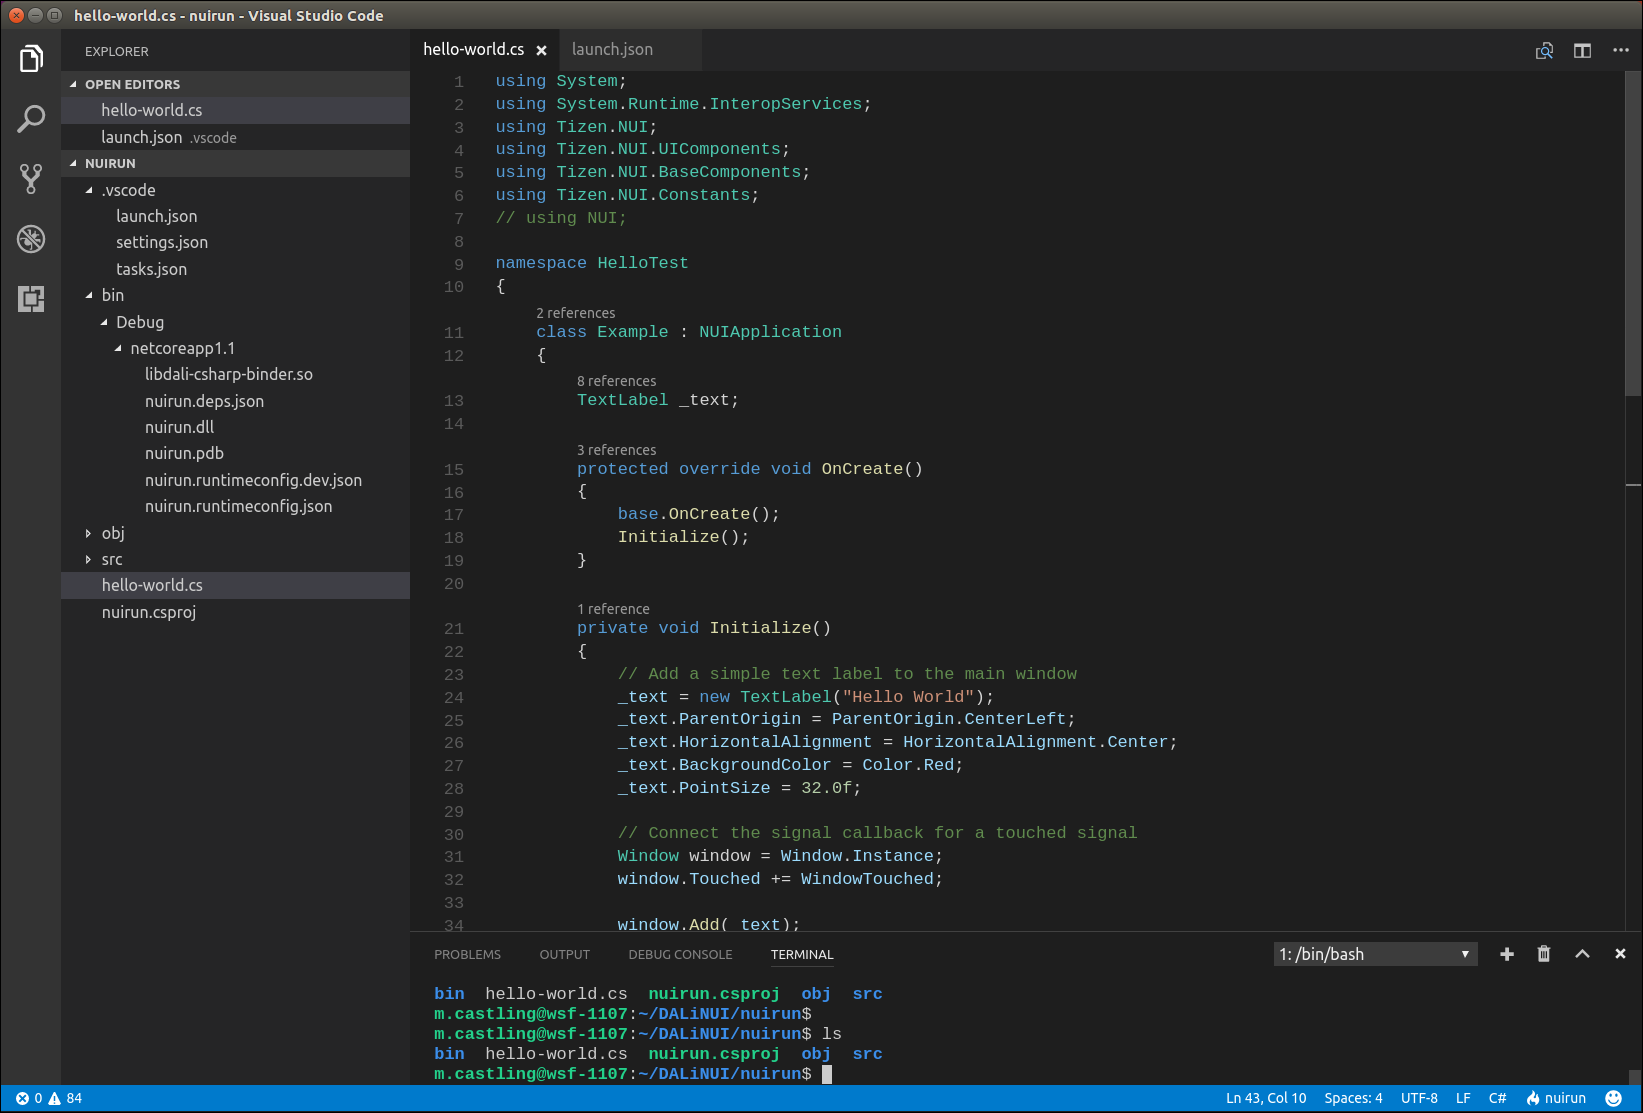 hello-world.cs - nuirun - Visual Studio Code
EXPLORER
OPEN EDITORS
hello-world.cs
launch.json .vscode
NUIRUN
.vscode
launch.json
settings.json
tasks.json
bin
Debug
netcoreapp1.1
libdali-csharp-binder.so
nuirun.deps.json
nuirun.dll
nuirun.pdb
nuirun.runtimeconfig.dev.json
nuirun.runtimeconfig.json
obj
src
hello-world.cs
nuirun.csproj
hello-world.cs launch.json
1 using System;
2 using System.Runtime.InteropServices;
3 using Tizen.NUI;
4 using Tizen.NUI.UIComponents;
5 using Tizen.NUI.BaseComponents;
6 using Tizen.NUI.Constants;
7 // using NUI;
8
9 namespace HelloTest
10 {
2 references
11 class Example : NUIApplication
12 {
8 references
13 TextLabel _text;
14
3 references
15 protected override void OnCreate()
16 {
17 base.OnCreate();
18 Initialize();
19 }
20
1 reference
21 private void Initialize()
22 {
23 // Add a simple text label to the main window
24 _text = new TextLabel("Hello World");
25 _text.ParentOrigin = ParentOrigin.CenterLeft;
26 _text.HorizontalAlignment = HorizontalAlignment.Center;
27 _text.BackgroundColor = Color.Red;
28 _text.PointSize = 32.0f;
29
30 // Connect the signal callback for a touched signal
31 Window window = Window.Instance;
32 window.Touched += WindowTouched;
33
34 window.Add(_text);
PROBLEMS OUTPUT DEBUG CONSOLE TERMINAL 1: /bin/bash
bin hello-world.cs nuirun.csproj obj src
m.castling@wsf-1107:~/DALiNUI/nuirun$
m.castling@wsf-1107:~/DALiNUI/nuirun$ ls
bin hello-world.cs nuirun.csproj obj src
m.castling@wsf-1107:~/DALiNUI/nuirun$
0 84 Ln 43, Col 10 Spaces: 4 UTF-8 LF C# nuirun